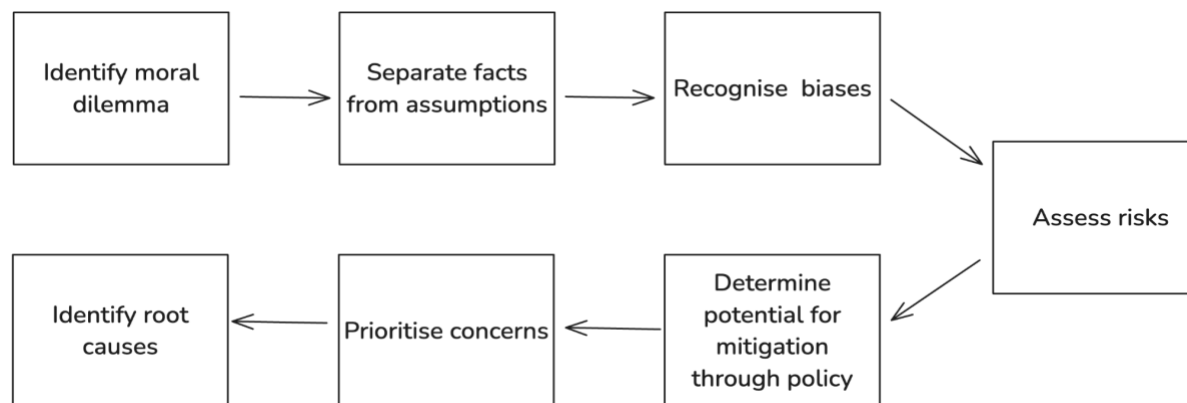 Identify moral
dilemma
Separate facts
from assumptions
Recognise biases
Assess risks
Determine
potential for
mitigation
through policy
Prioritise concerns
Identify root
causes